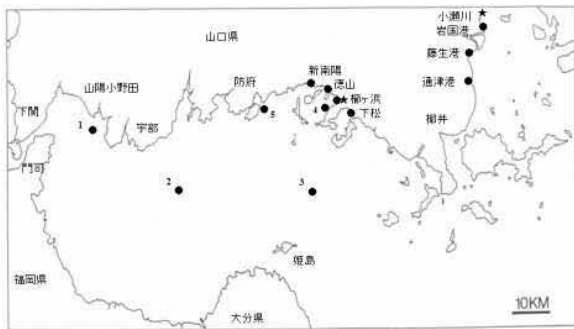 小瀬川
岩国港
山口県
藤生港
新南陽
防府
徳山
山陽小野田
通津港
櫛ヶ浜
下関
5
4
下松
宇部
柳井
1
門司
2
3
姫島
福岡県
10KM
大分県